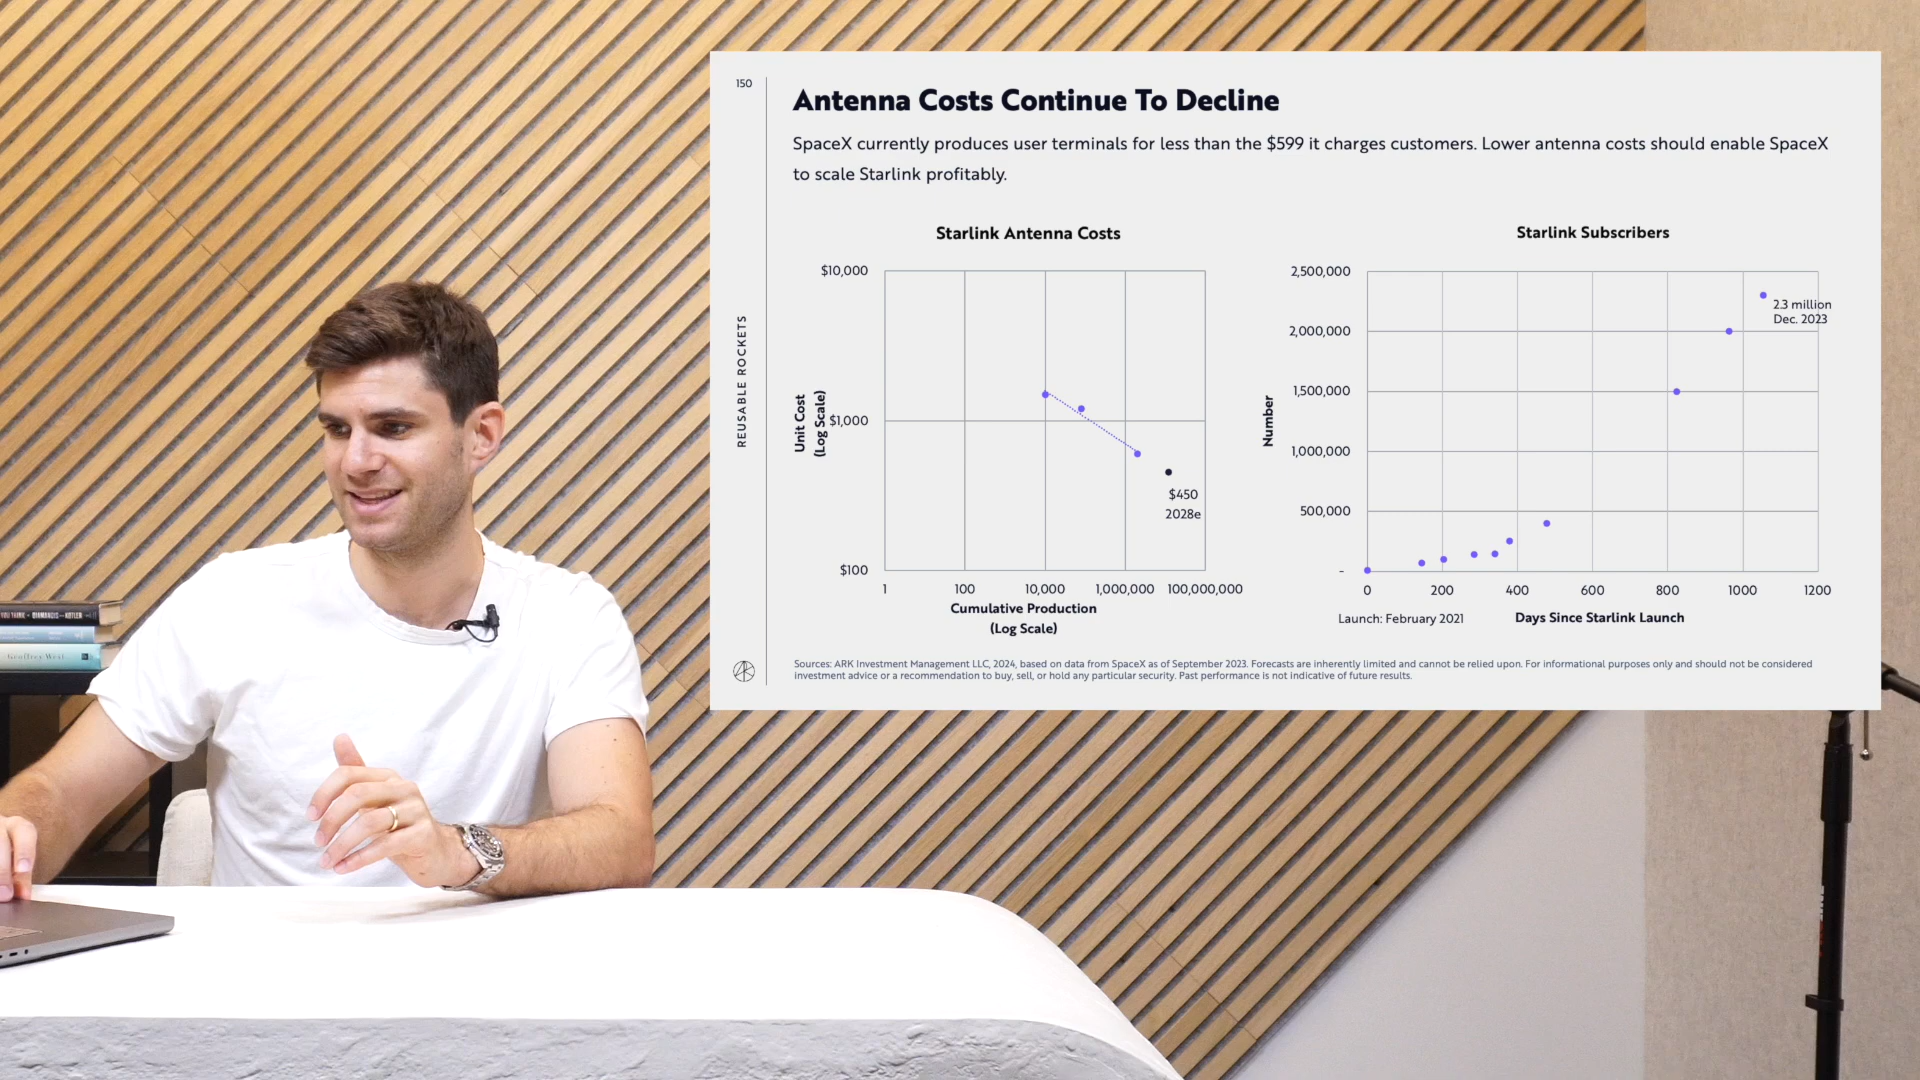 150
Antenna Costs Continue To Decline
SpaceX currently produces user terminals for less than the $599 it charges customers. Lower antenna costs should enable SpaceX
to scale Starlink profitably.
REUSABLE ROCKETS
Starlink Antenna Costs
Unit Cost
(Log Scale)
$10,000
$1,000
$100
$450
2028e
1 100 10,000 1,000,000 100,000,000
Cumulative Production
(Log Scale)
Starlink Subscribers
Number
2,500,000
2,000,000
1,500,000
1,000,000
500,000
-
2.3 million
Dec. 2023
0 200 400 600 800 1000 1200
Launch: February 2021
Days Since Starlink Launch
Sources: ARK Investment Management LLC, 2024, based on data from SpaceX as of September 2023. Forecasts are inherently limited and cannot be relied upon. For informational purposes only and should not be considered
investment advice or a recommendation to buy, sell, or hold any particular security. Past performance is not indicative of future results.
YOU THINK DIAMANDIS KOTLER
Geoffrey West